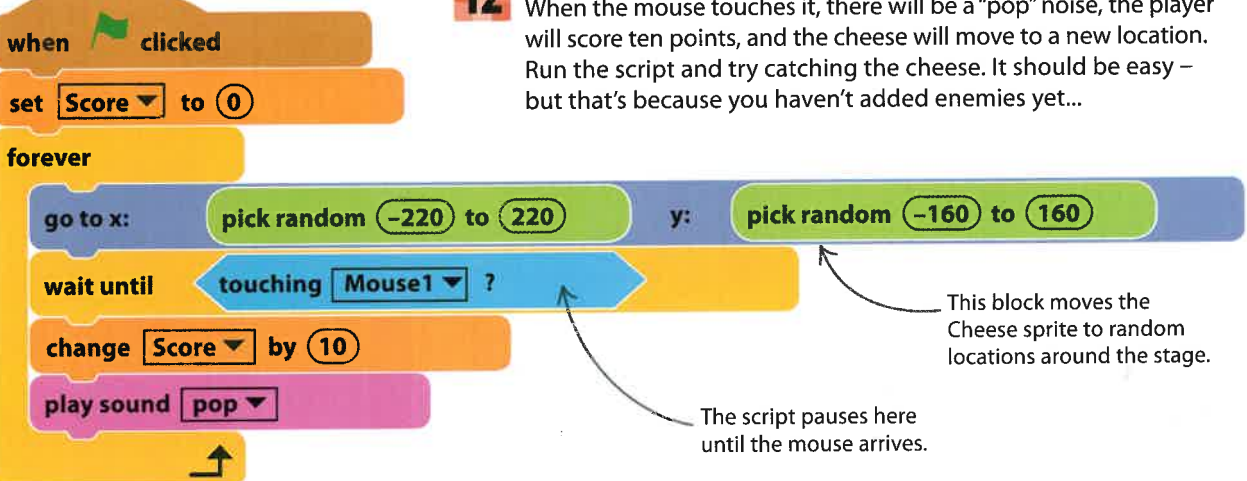 12 When the mouse touches it, there will be a "pop" noise, the player
will score ten points, and the cheese will move to a new location.
Run the script and try catching the cheese. It should be easy –
but that's because you haven't added enemies yet...
when clicked
set Score to 0
forever
go to x: pick random -220 to 220 y: pick random -160 to 160
wait until touching Mouse1 ?
change Score by 10
play sound pop
This block moves the
Cheese sprite to random
locations around the stage.
The script pauses here
until the mouse arrives.